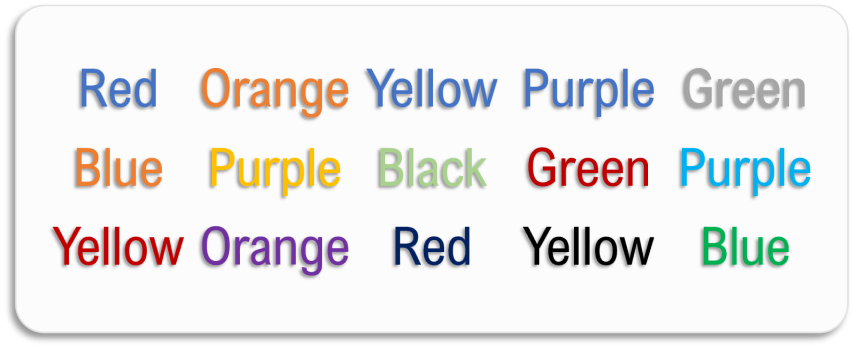 Red Orange Yellow Purple Green
Blue Purple Black Green Purple
Yellow Orange Red Yellow Blue